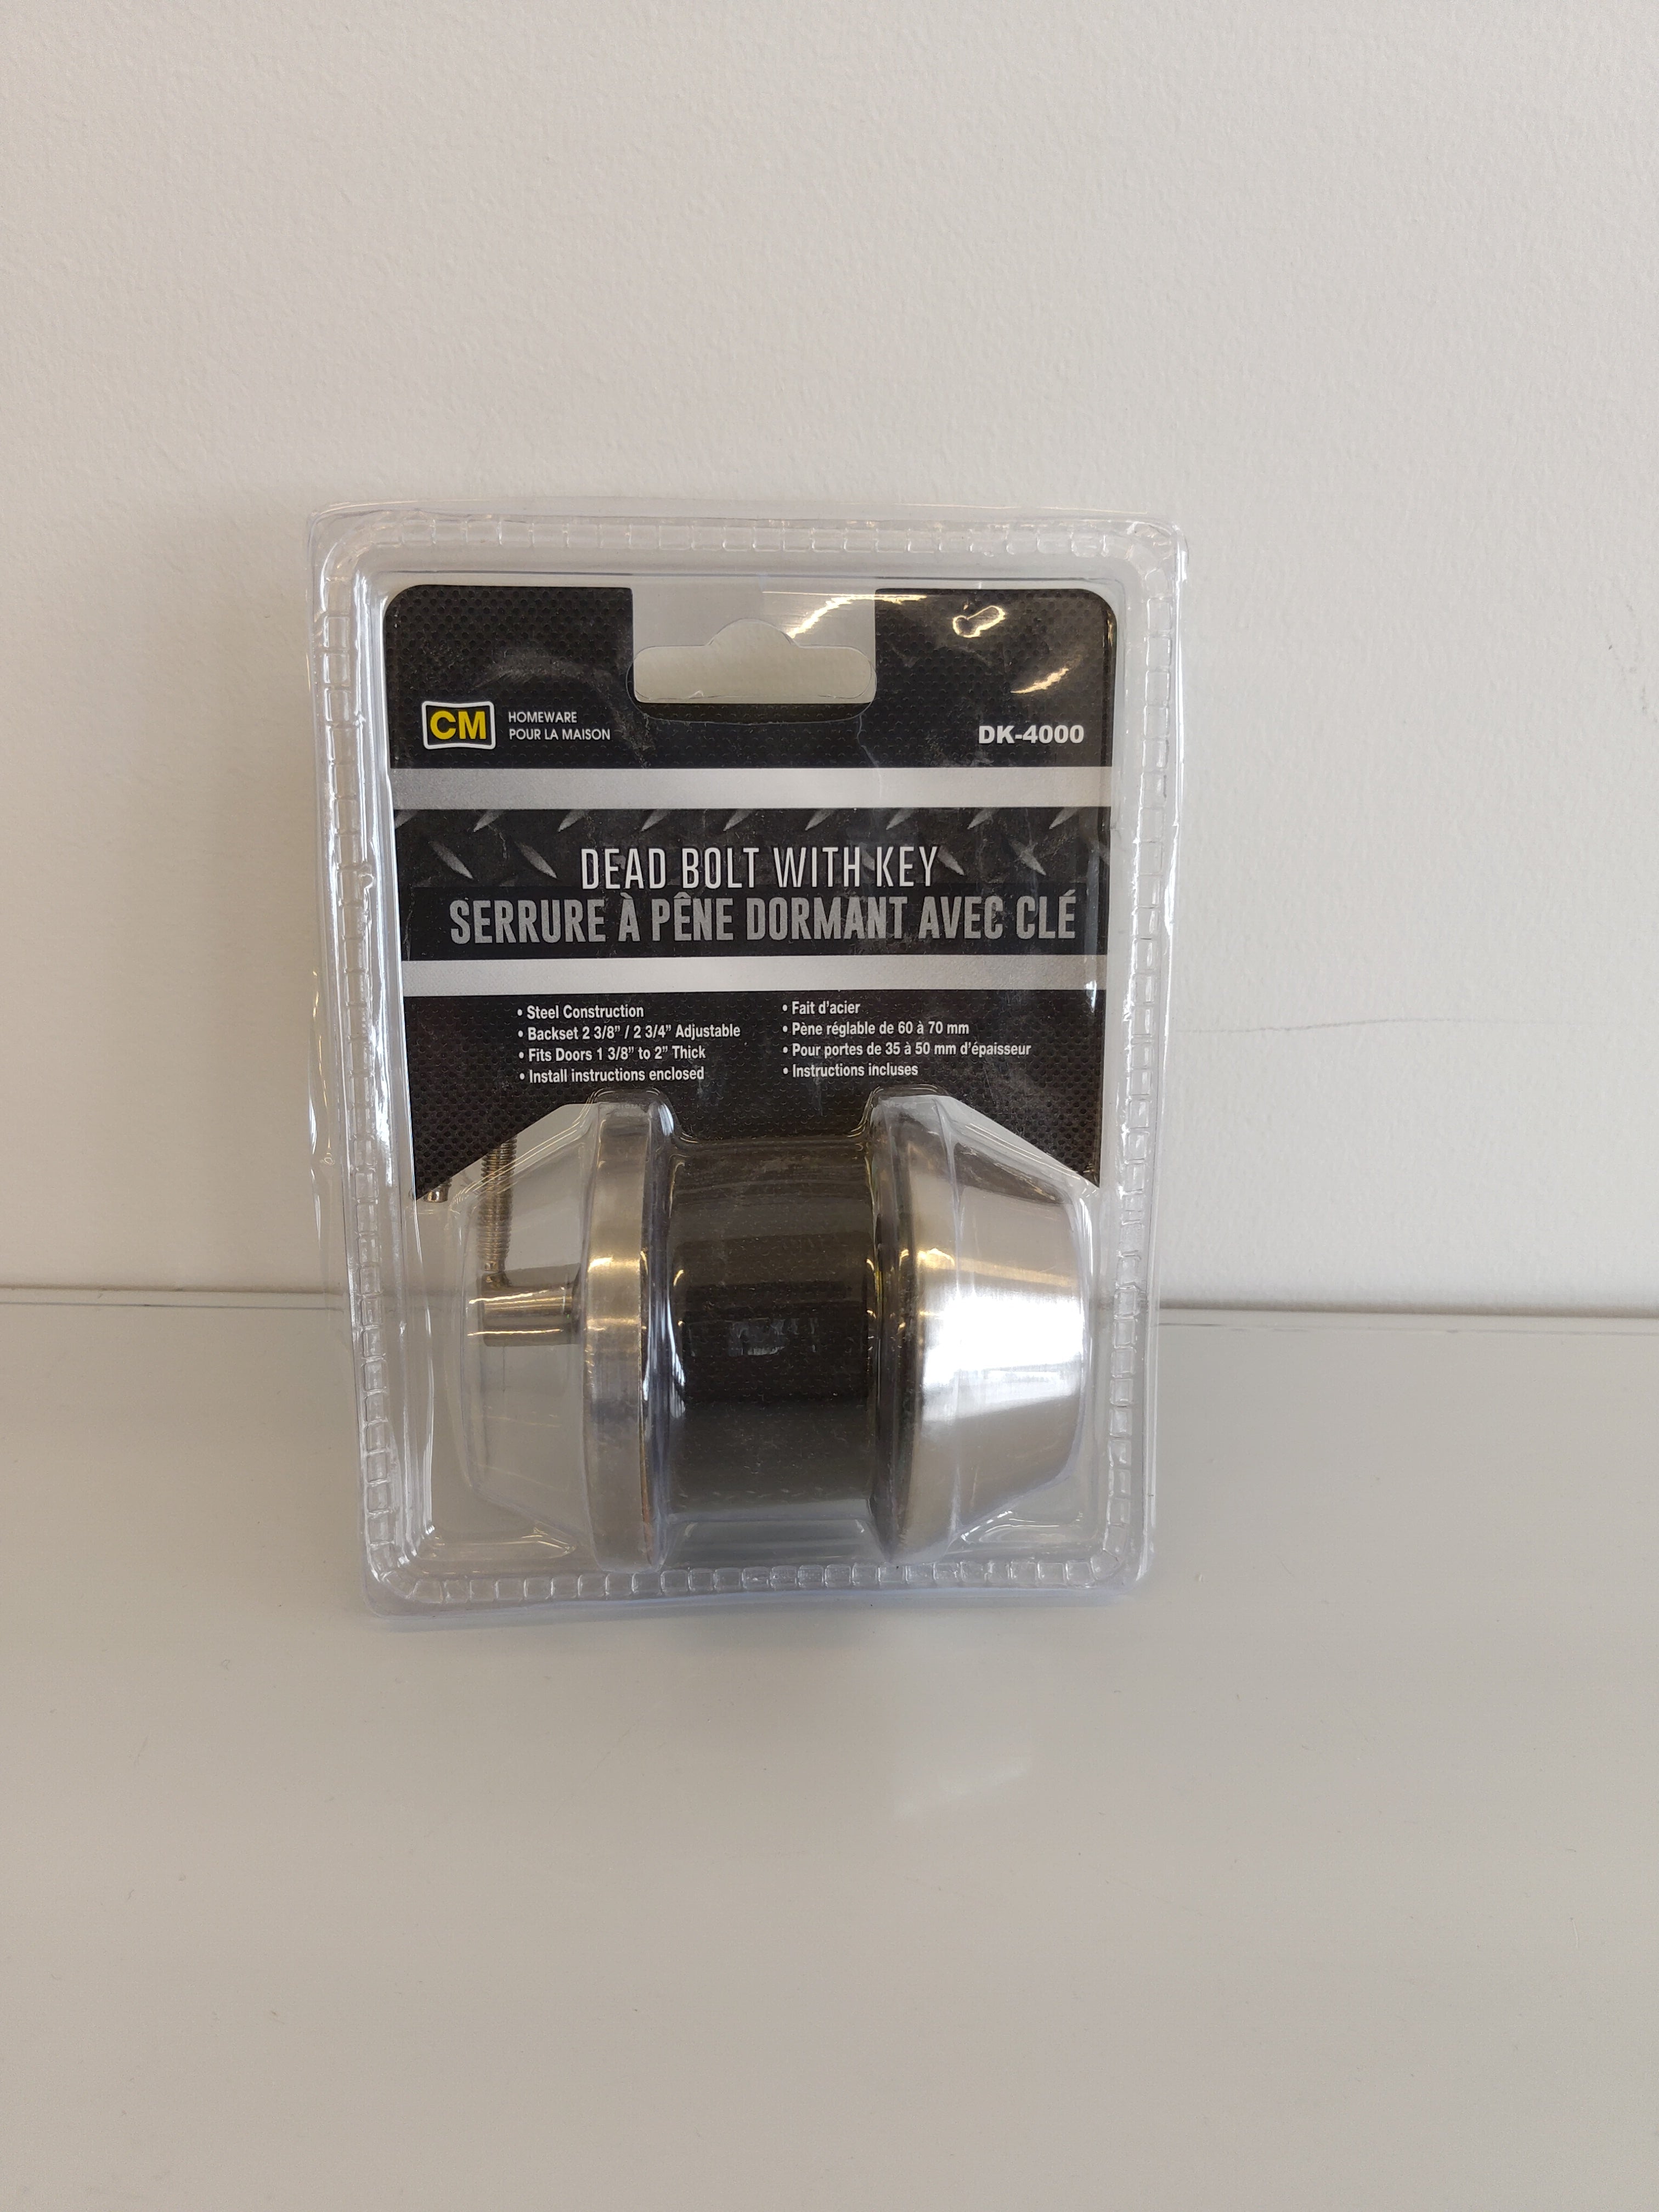 CM
HOMEWARE
POUR LA MAISON
DK-4000
DEAD BOLT WITH KEY
SERRURE À PÊNE DORMANT AVEC CLÉ
• Steel Construction
• Backset 2 3/8” / 2 3/4” Adjustable
• Fits Doors 1 3/8” to 2” Thick
• Install instructions enclosed
• Fait d’acier
• Pène réglable de 60 à 70 mm
• Pour portes de 35 à 50 mm d’épaisseur
• Instructions incluses